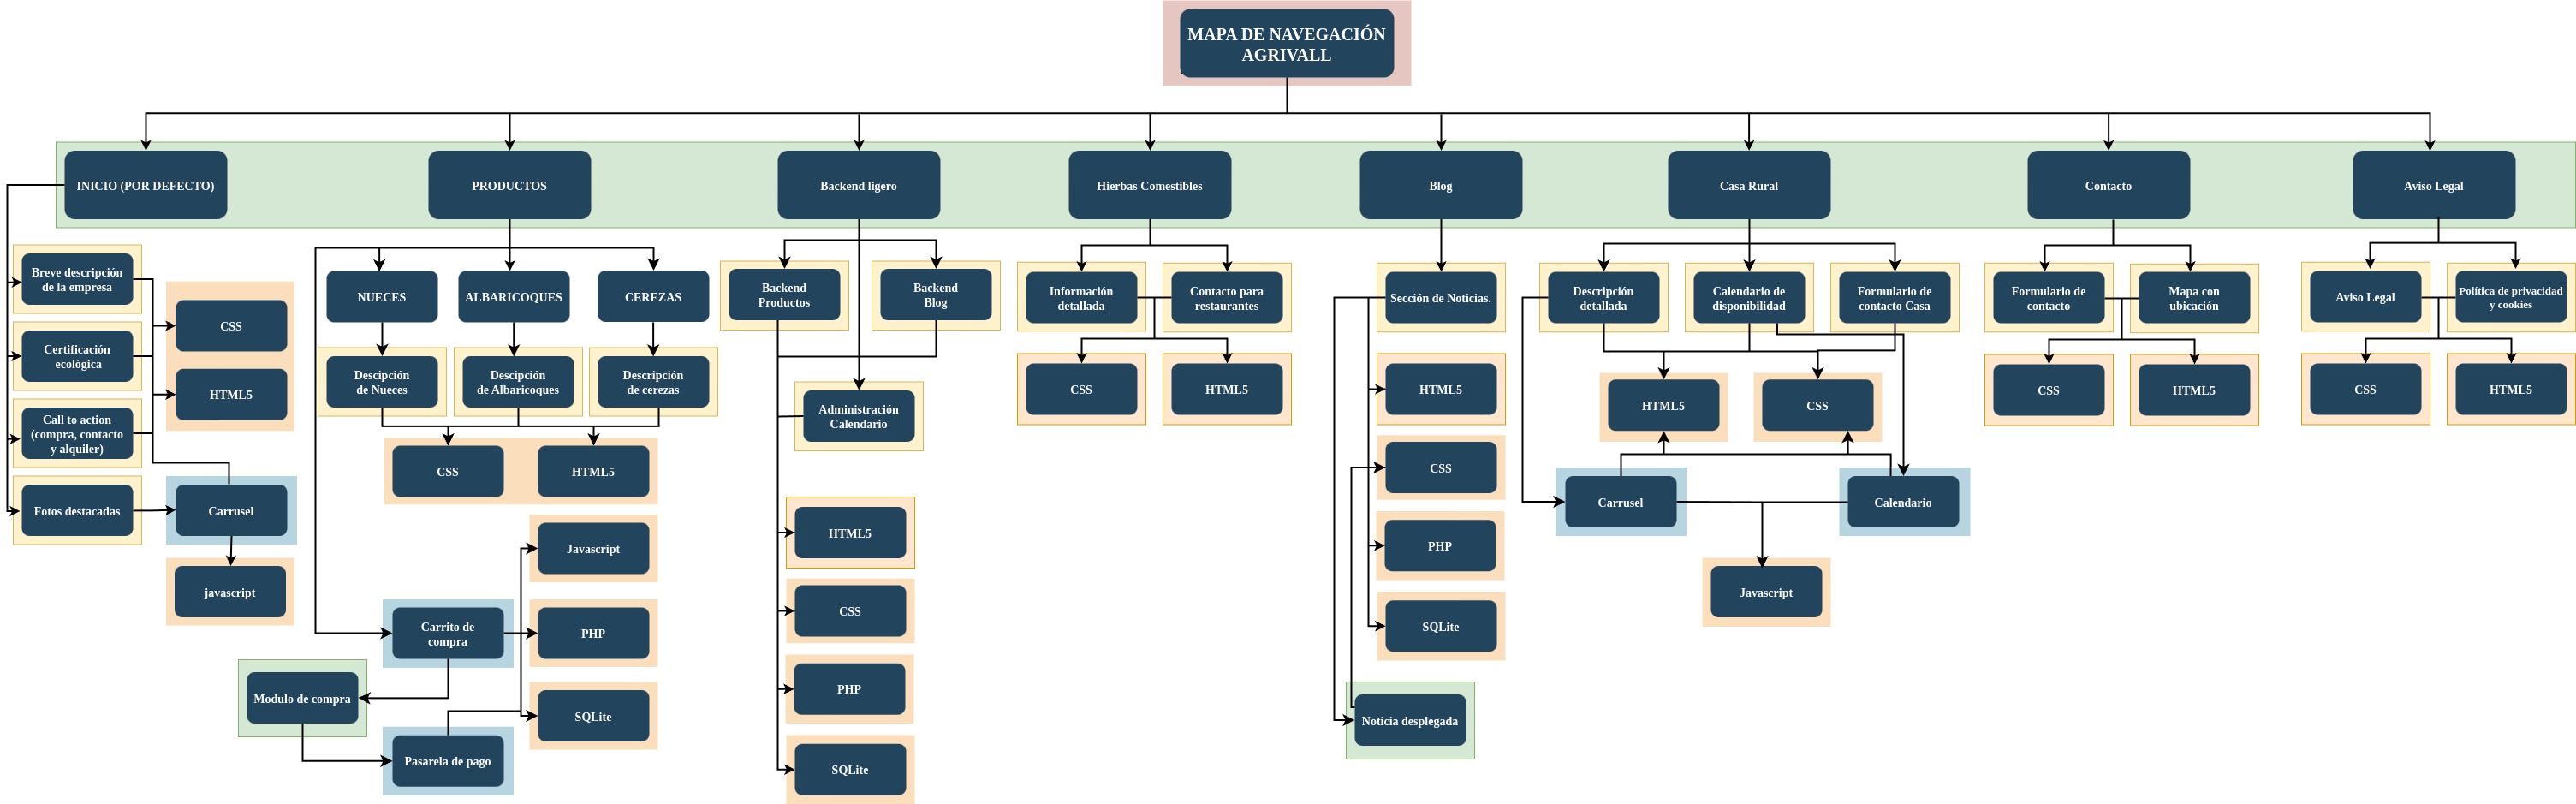 MAPA DE NAVEGACIÓN
AGRIVALL
INICIO (POR DEFECTO)
PRODUCTOS
Backend ligero
Hierbas Comestibles
Blog
Casa Rural
Contacto
Aviso Legal
Breve descripción
de la empresa
Certificación
ecológica
Call to action
(compra, contacto
y alquiler)
Fotos destacadas
CSS
HTML5
Carrusel
javascript
NUECES
ALBARICOQUES
CEREZAS
Descipción
de Nueces
Descipción
de Albaricoques
Descripción
de cerezas
CSS
HTML5
Javascript
Carrito de
compra
PHP
Modulo de compra
SQLite
Pasarela de pago
Backend
Productos
Backend
Blog
Administración
Calendario
HTML5
CSS
PHP
SQLite
Información
detallada
Contacto para
restaurantes
CSS
HTML5
Sección de Noticias.
HTML5
CSS
PHP
SQLite
Noticia desplegada
Descripción
detallada
Calendario de
disponibilidad
Formulario de
contacto Casa
HTML5
CSS
Carrusel
Calendario
Javascript
Formulario de
contacto
Mapa con
ubicación
CSS
HTML5
Aviso Legal
Política de privacidad
y cookies
CSS
HTML5